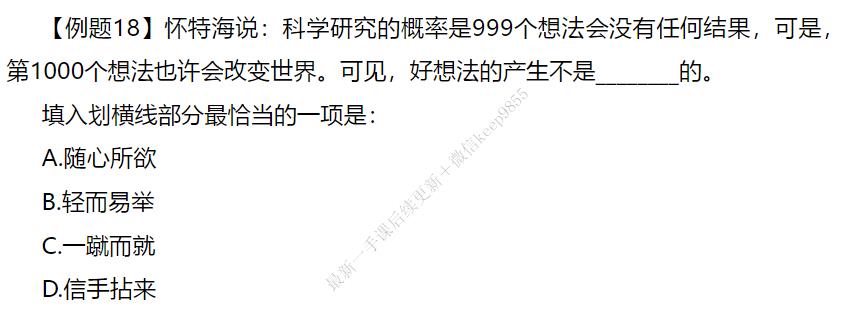 【例题18】怀特海说：科学研究的概率是999个想法会没有任何结果，可是，
第1000个想法也许会改变世界。可见，好想法的产生不是________的。
填入划横线部分最恰当的一项是：
A.随心所欲
B.轻而易举
C.一蹴而就
D.信手拈来
最新一手课后续更新+微信keep9855